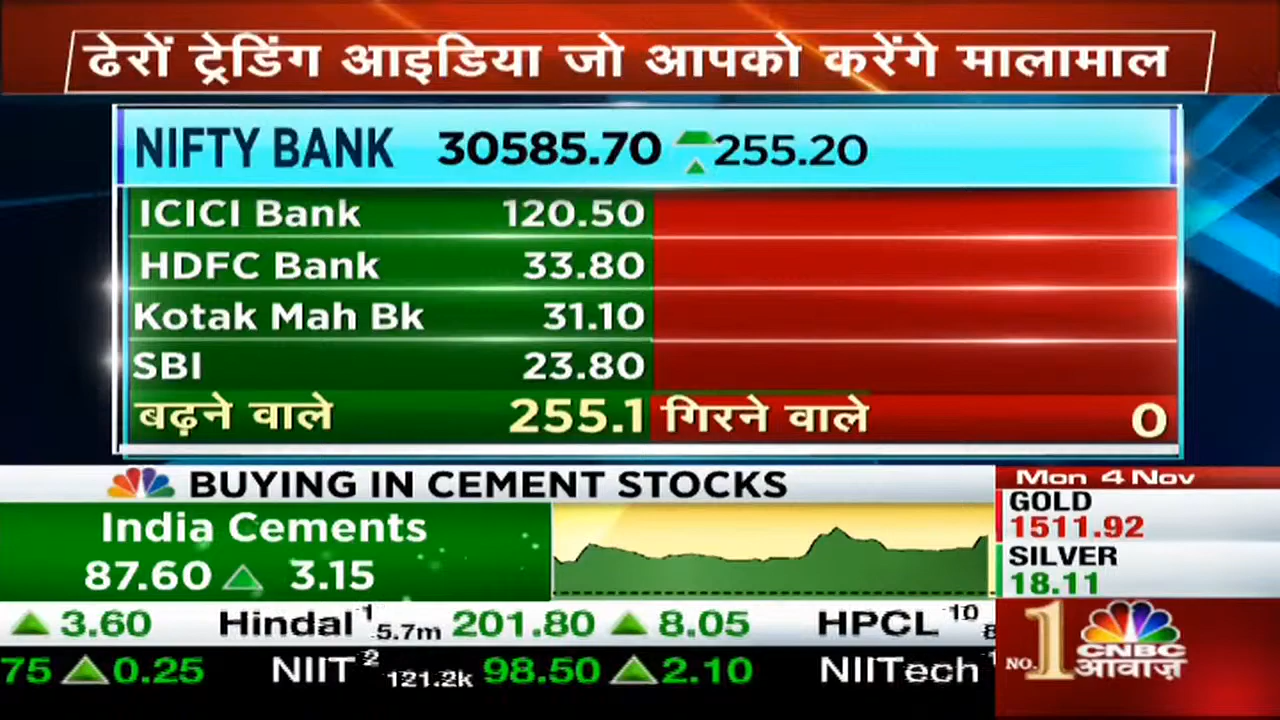 ढेरों ट्रेडिंग आइडिया जो आपको करेंगे मालामाल
NIFTY BANK 30585.70 255.20
ICICI Bank 120.50
HDFC Bank 33.80
Kotak Mah Bk 31.10
SBI 23.80
बढ़ने वाले 255.1 गिरने वाले 0
BUYING IN CEMENT STOCKS
India Cements
87.60 3.15
Mon 4 Nov
GOLD
1511.92
SILVER
18.11
3.60 Hindal 1 5.7m 201.80 8.05 HPCL 10
75 0.25 NIIT 2 121.2k 98.50 2.10 NIITech
NO. 1 CNBC
आवाज़